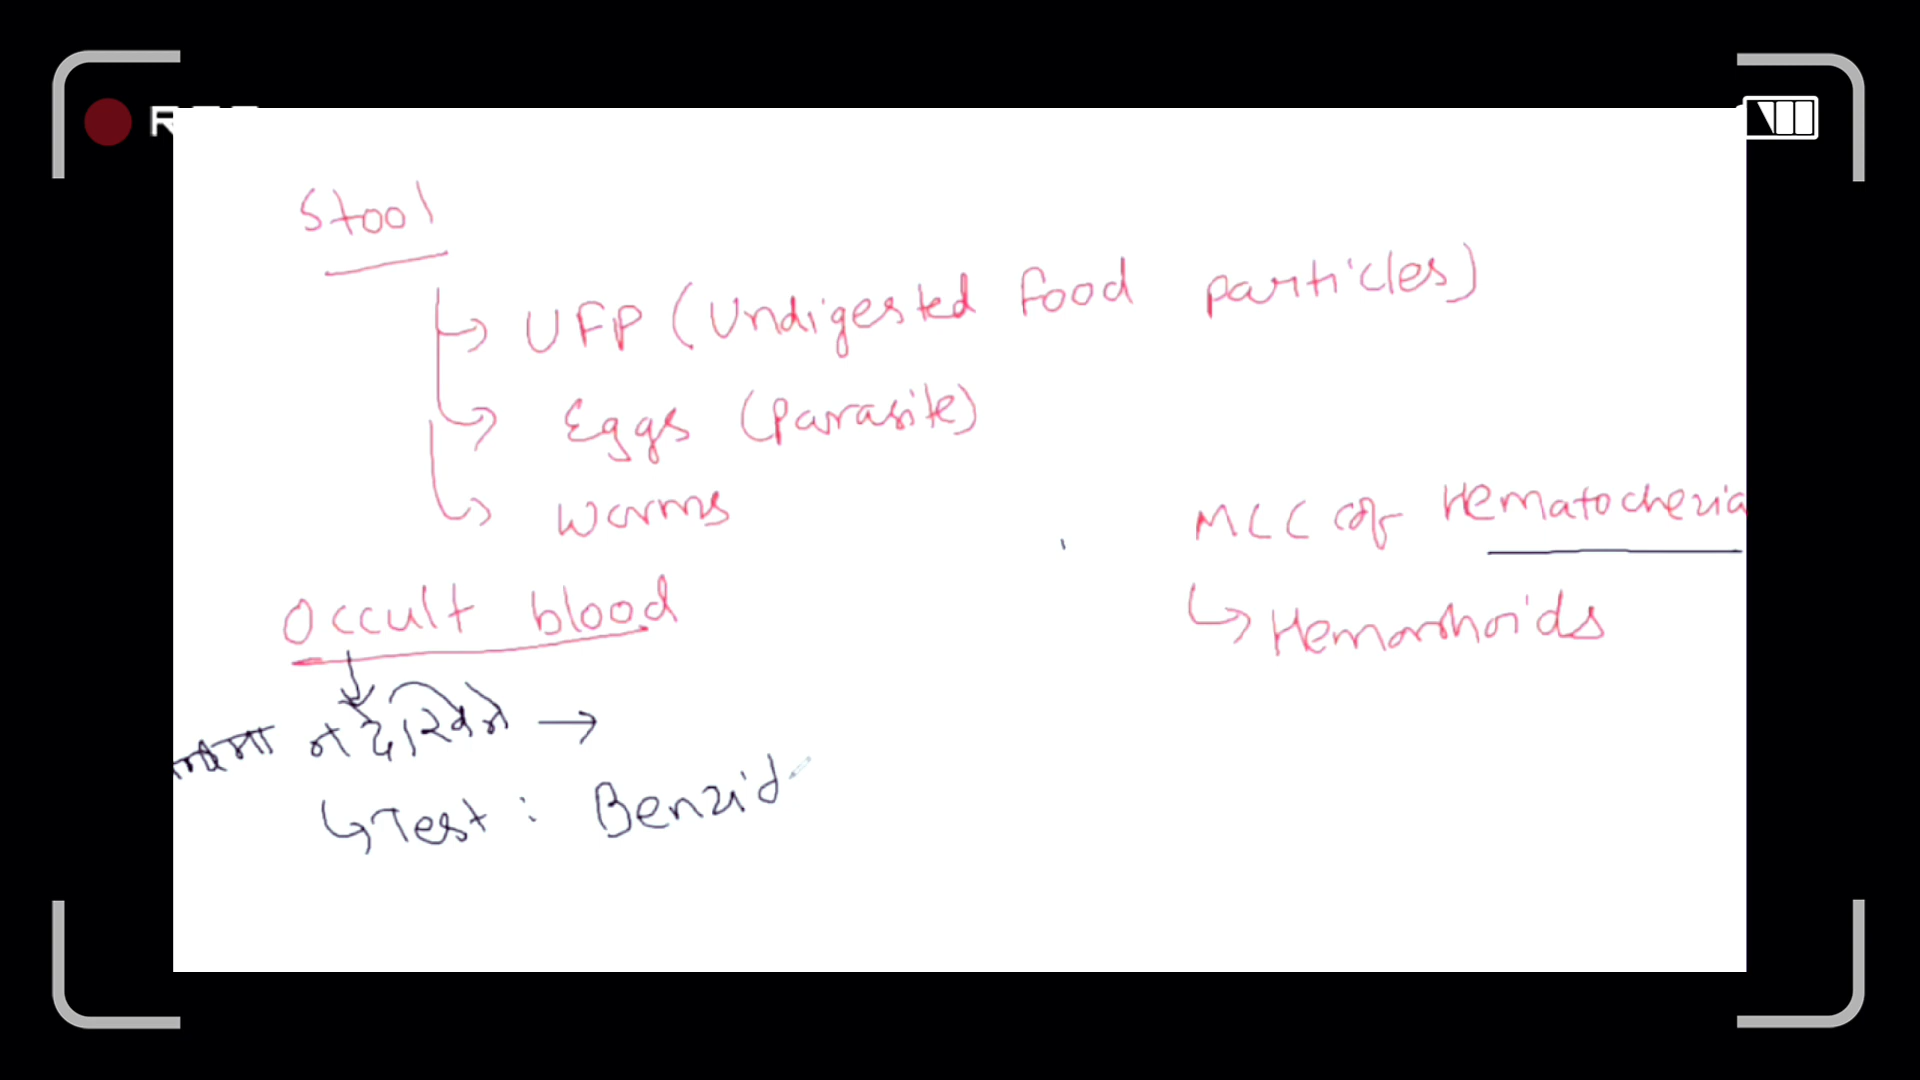 Stool
UFP (Undigested food particles)
Eggs (Parasite)
Worms
MCC of Hematochezia
Hemorrhoids
Occult blood
न देखिने
Test : Benzid